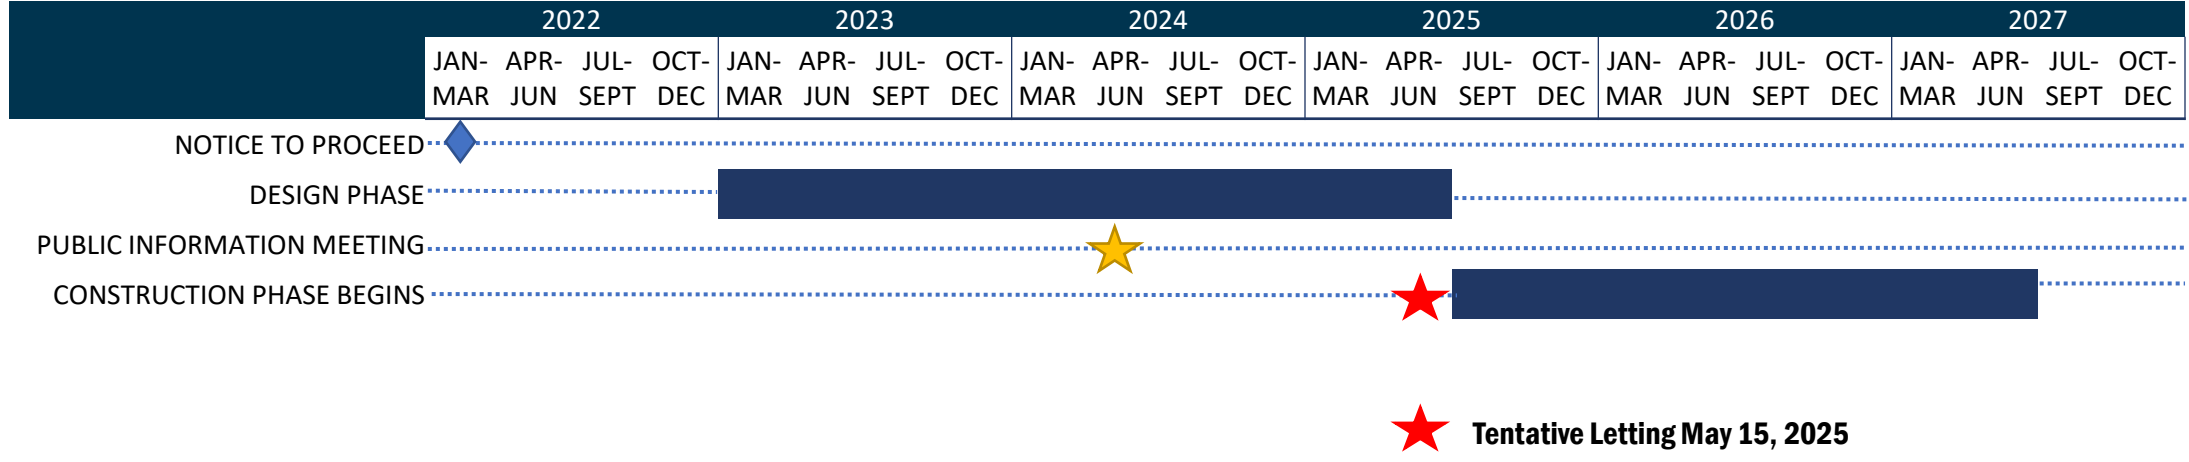 2022 2023 2024 2025 2026 2027
JAN- APR- JUL- OCT- JAN- APR- JUL- OCT- JAN- APR- JUL- OCT- JAN- APR- JUL- OCT- JAN- APR- JUL- OCT- JAN- APR- JUL- OCT-
MAR JUN SEPT DEC MAR JUN SEPT DEC MAR JUN SEPT DEC MAR JUN SEPT DEC MAR JUN SEPT DEC MAR JUN SEPT DEC
NOTICE TO PROCEED
DESIGN PHASE
PUBLIC INFORMATION MEETING
CONSTRUCTION PHASE BEGINS
Tentative Letting May 15, 2025